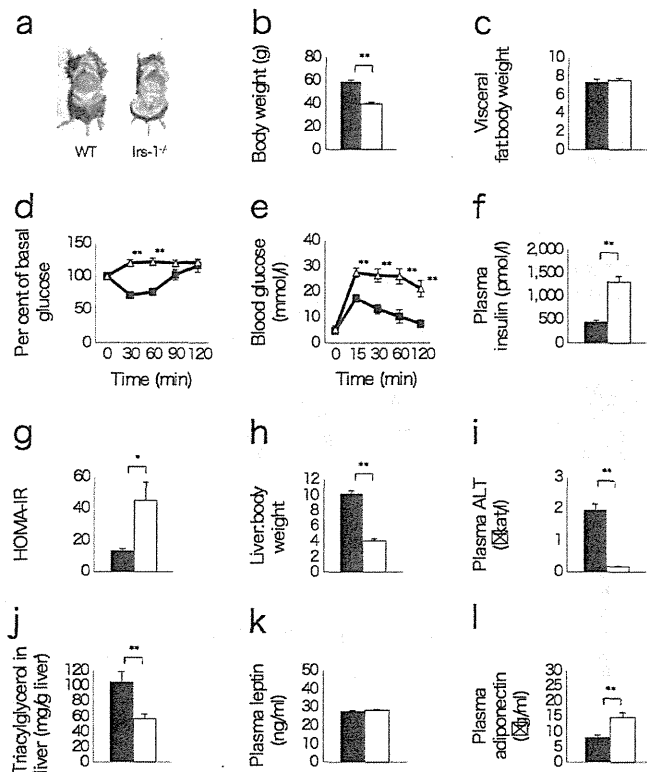 a
WT
Irs-1-/-
b
Body weight (g)
80
60
40
20
0
**
c
Visceral
fat:body weight
10
8
6
4
2
0
d
Per cent of basal
glucose
150
100
50
0
** **
0 30 60 90 120
Time (min)
e
Blood glucose
(mmol/l)
40
30
20
10
0
** ** ** **
0 15 30 60 120
Time (min)
f
Plasma
insulin (pmol/l)
2,000
1,500
1,000
500
0
**
g
HOMA-IR
60
40
20
0
*
h
Liver:body
weight
12
10
8
6
4
2
0
**
i
Plasma ALT
(☒kat/l)
3
2
1
0
**
j
Triacylglycerol in
liver (mg/g liver)
120
100
80
60
40
20
0
**
k
Plasma leptin
(ng/ml)
50
40
30
20
10
0
l
Plasma
adiponectin
(☒g/ml)
30
25
20
15
10
5
0
**